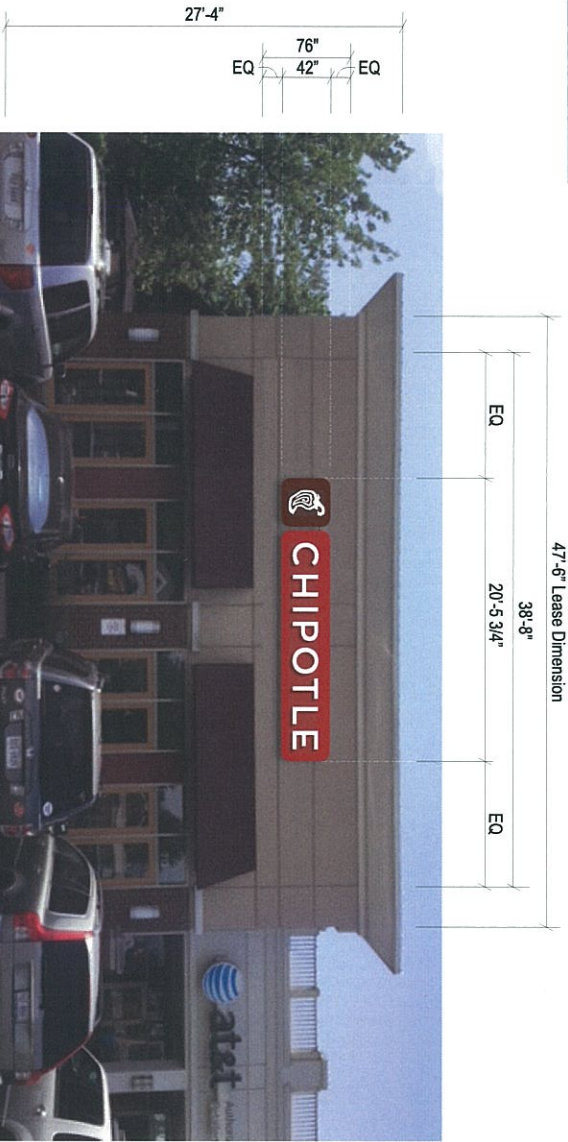 47'-6" Lease Dimension
38'-8"
EQ
20'-5 3/4"
EQ
27'-4"
76"
EQ
42"
EQ
CHIPOTLE
at&t